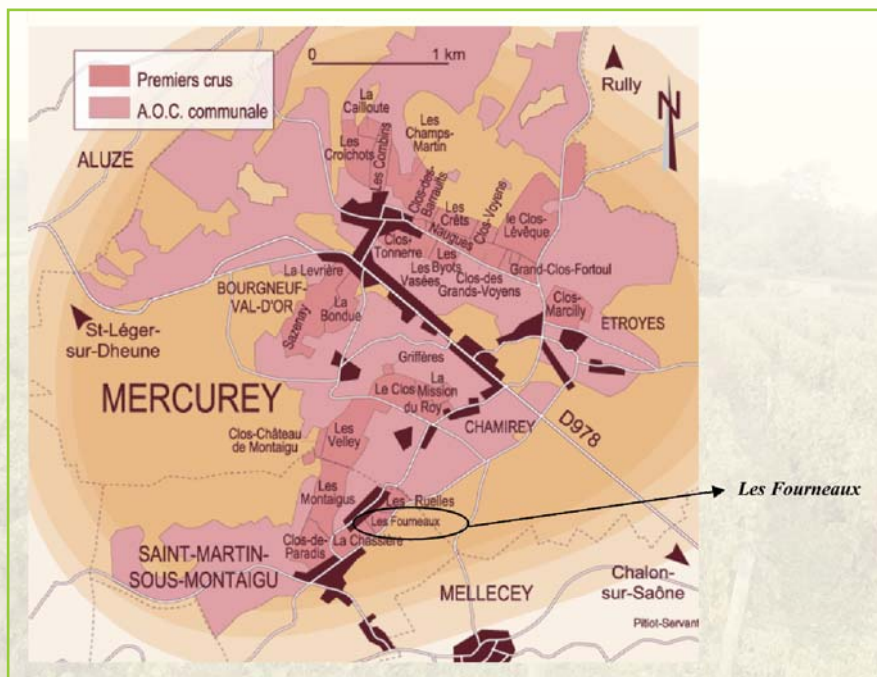 0 1 km
Premiers crus
A.O.C. communale
Rully
N
La
Cailloute
Les
Champs-
Martin
Les
Croichots
Les Combins
ALUZE
Clos-des-
Barraults
Les
Crêts
Clos-Voyens
le Clos-
Lévêque
Naugues
Clos-
Tonnerre
Les
Byots
Les
Vasées
Grand-Clos-Fortoul
Clos-des
Grands-Voyens
La Levrière
BOURGNEUF-
VAL-D'OR
La
Bondue
Sazenay
Clos-
Marcilly
ETROYES
St-Léger-
sur-Dheune
Griffères
MERCUREY
Le Clos
La
Mission
du Roy
CHAMIREY
D978
Clos-Château
de Montaigu
Les
Velley
Les
Montaigus
Les Ruelles
Les Fourneaux
Les Fourneaux
Clos-de-
Paradis
La Chassière
SAINT-MARTIN-
SOUS-MONTAIGU
MELLECEY
Chalon-
sur-Saône
Pitiot-Servant